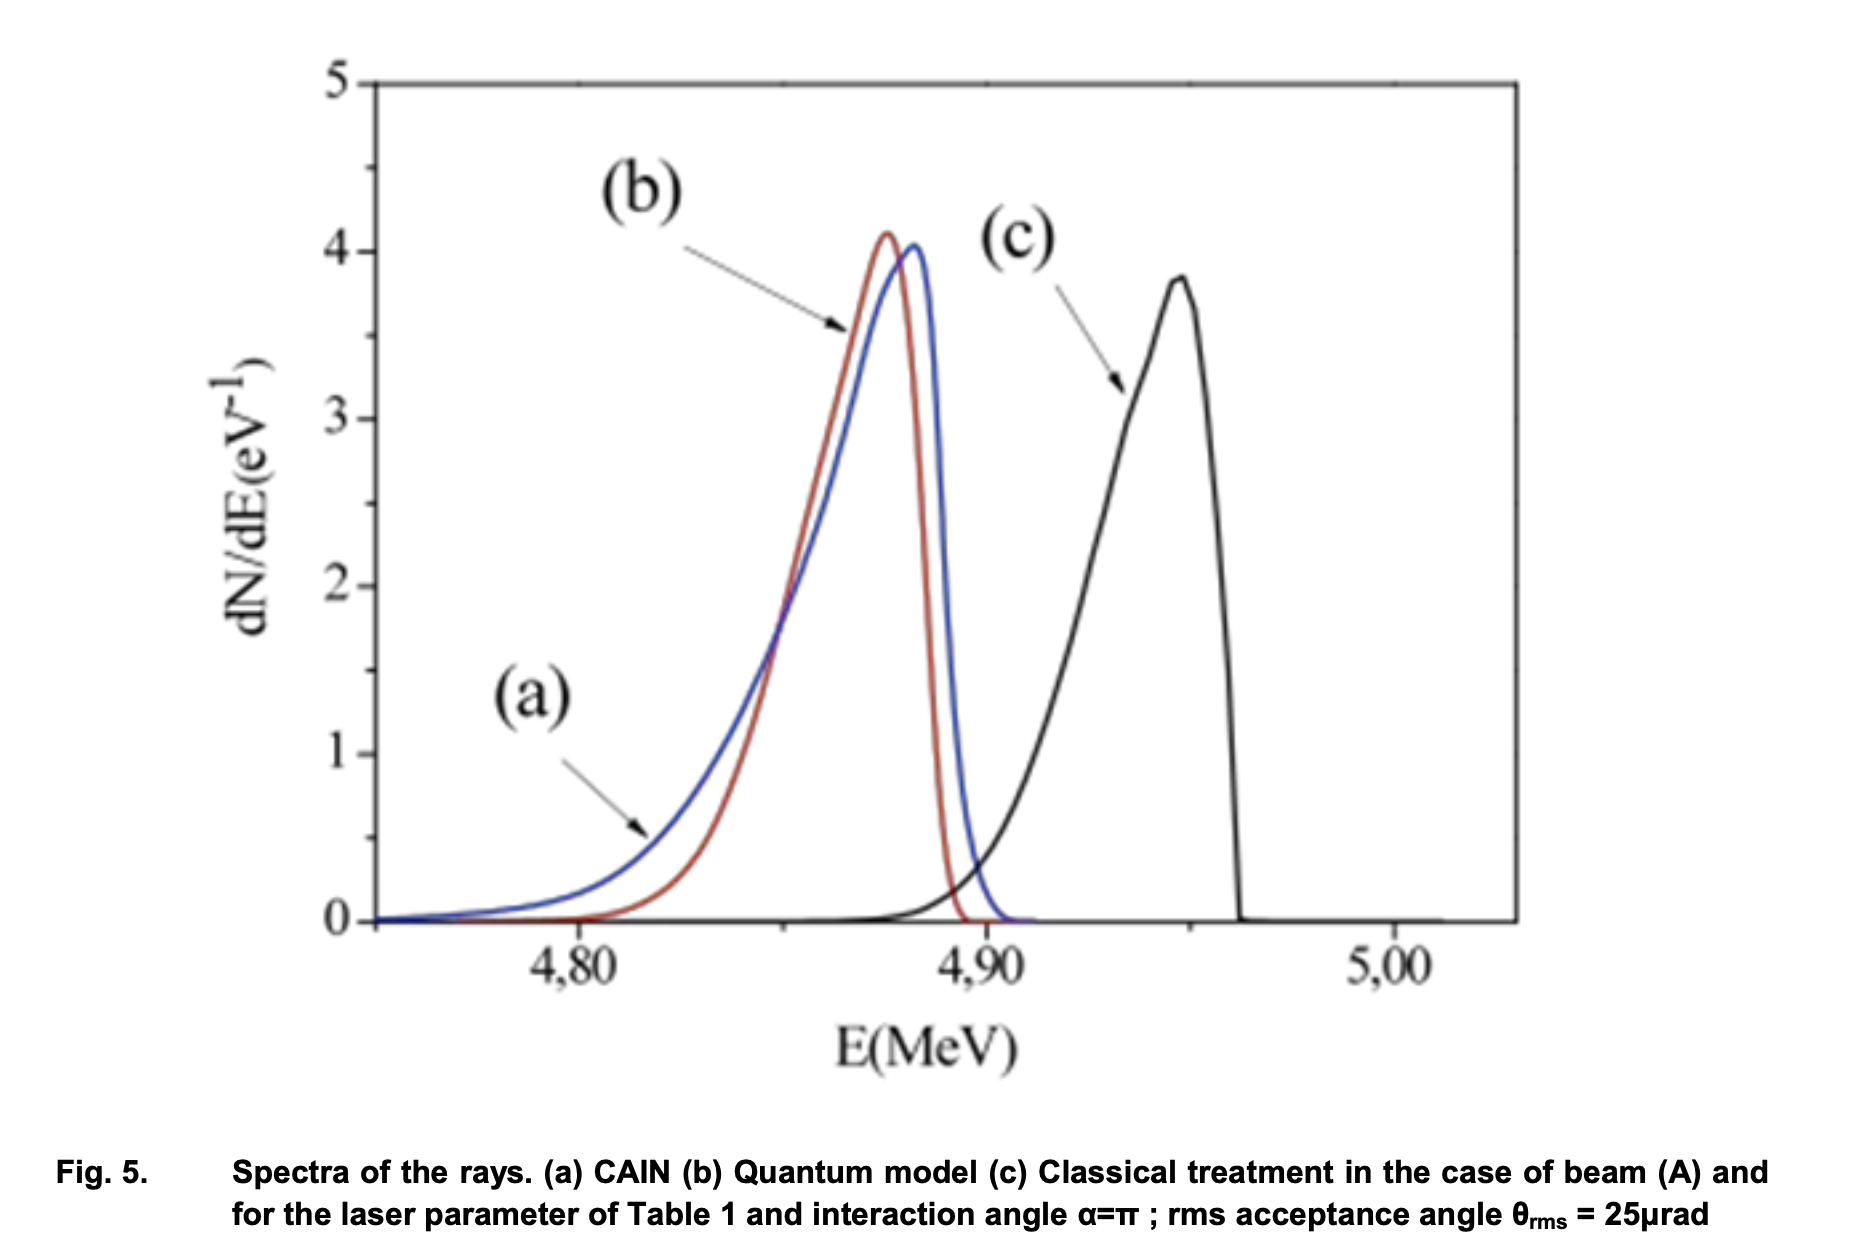 5
(b)
(c)
4
3
dN/dE(eV⁻¹)
2
(a)
1
0
4,80 4,90 5,00
E(MeV)
Fig. 5. Spectra of the rays. (a) CAIN (b) Quantum model (c) Classical treatment in the case of beam (A) and
for the laser parameter of Table 1 and interaction angle α=π ; rms acceptance angle θrms = 25μrad